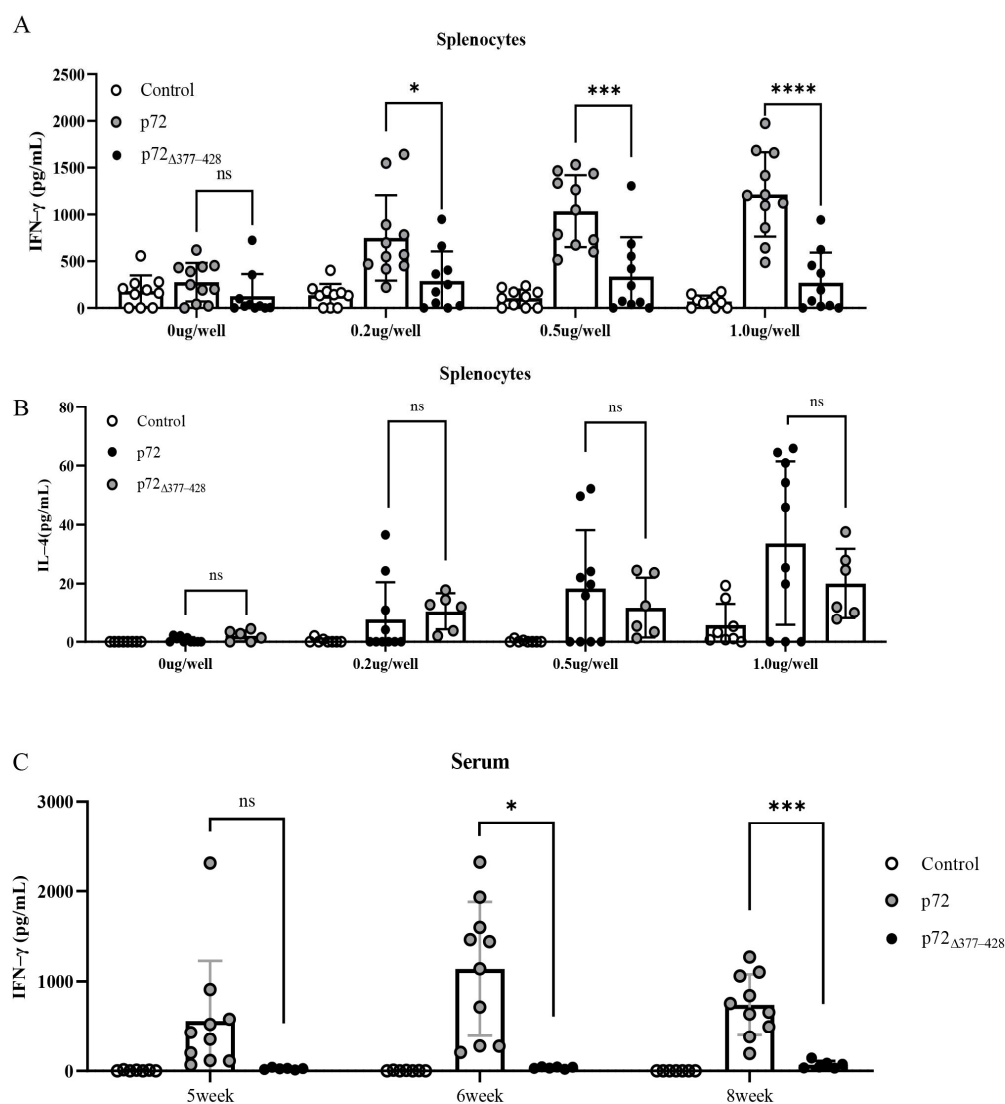 A
Splenocytes
2500
2000
1500
1000
500
0
IFN−γ (pg/mL)
Control
p72
p72Δ377−428
ns
*
***
****
0ug/well
0.2ug/well
0.5ug/well
1.0ug/well
B
Splenocytes
80
60
40
20
0
IL−4(pg/mL)
Control
p72
p72Δ377−428
ns
ns
ns
ns
0ug/well
0.2ug/well
0.5ug/well
1.0ug/well
C
Serum
3000
2000
1000
0
IFN−γ (pg/mL)
ns
*
***
Control
p72
p72Δ377−428
5week
6week
8week